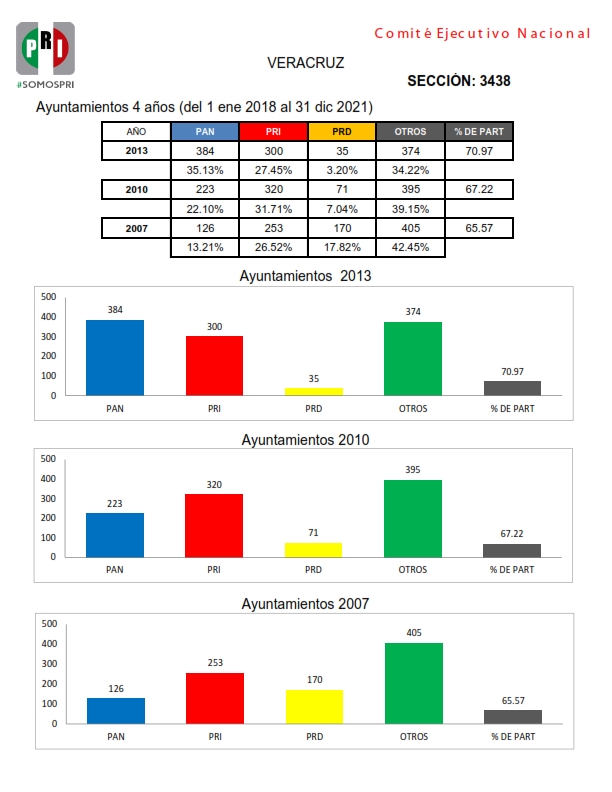 Comité Ejecutivo Nacional
PRI
#SOMOSPRI
VERACRUZ
SECCIÓN: 3438
Ayuntamientos 4 años (del 1 ene 2018 al 31 dic 2021)
AÑO PAN PRI PRD OTROS % DE PART
2013 384 300 35 374 70.97
35.13% 27.45% 3.20% 34.22%
2010 223 320 71 395 67.22
22.10% 31.71% 7.04% 39.15%
2007 126 253 170 405 65.57
13.21% 26.52% 17.82% 42.45%
Ayuntamientos 2013
500
400
300
200
100
0
384 300 35 374 70.97
PAN PRI PRD OTROS % DE PART
Ayuntamientos 2010
500
400
300
200
100
0
223 320 71 395 67.22
PAN PRI PRD OTROS % DE PART
Ayuntamientos 2007
500
400
300
200
100
0
126 253 170 405 65.57
PAN PRI PRD OTROS % DE PART